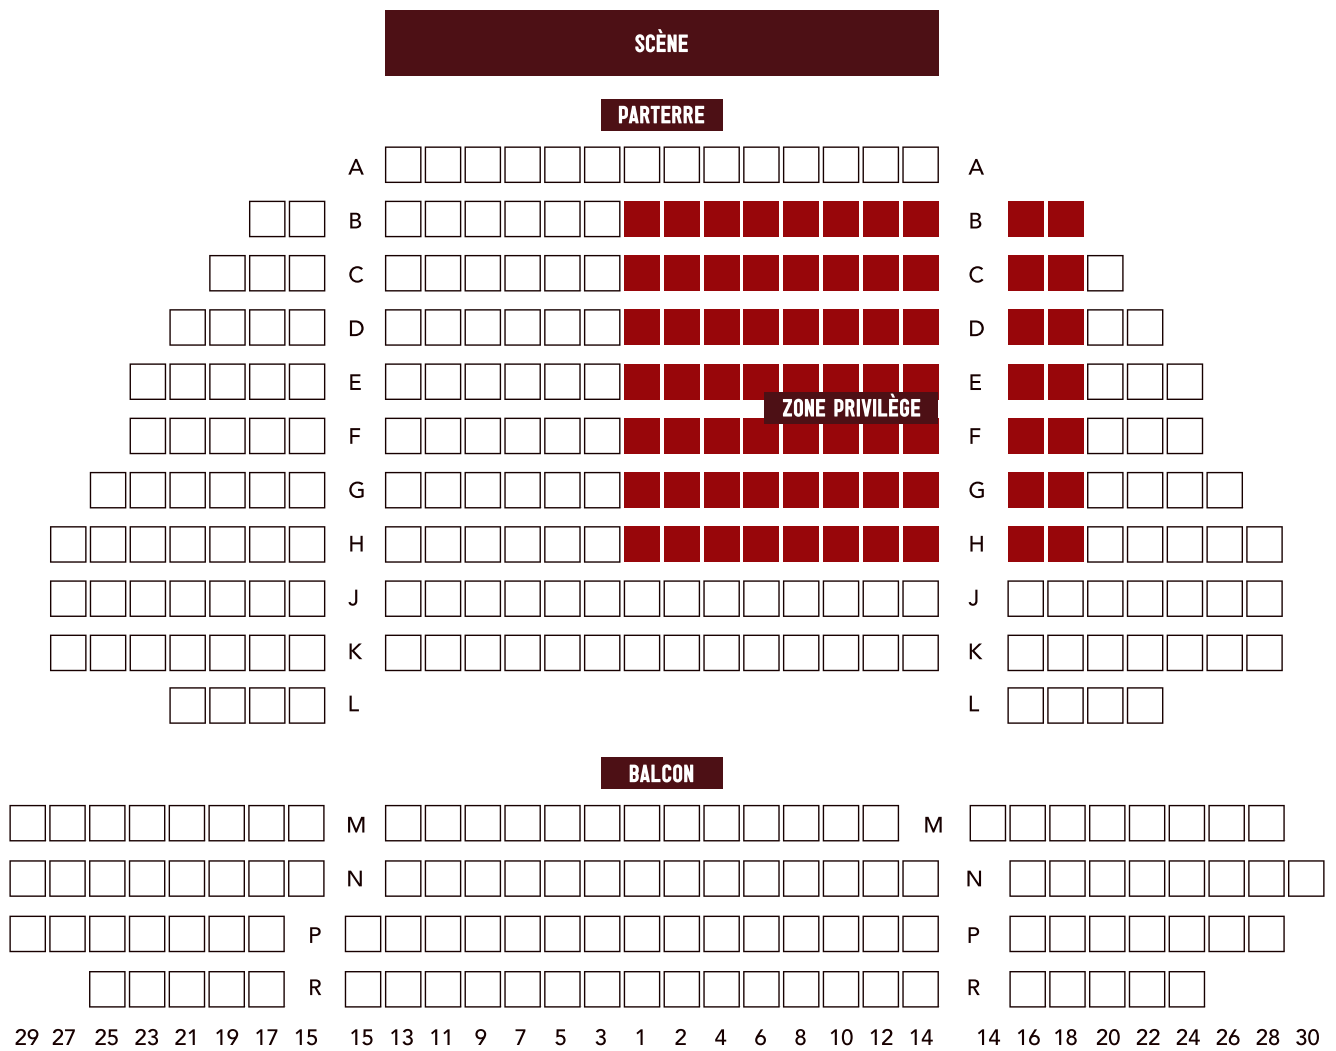 SCÈNE
PARTERRE
A A
B B
C C
D D
E E
ZONE PRIVILÈGE
F F
G G
H H
J J
K K
L L
BALCON
M M
N N
P P
R R
29 27 25 23 21 19 17 15 15 13 11 9 7 5 3 1 2 4 6 8 10 12 14 14 16 18 20 22 24 26 28 30